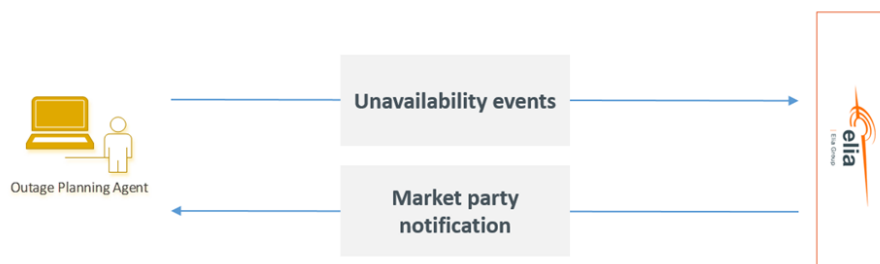 Unavailability events
Outage Planning Agent
elia
Elia Group
Market party
notification